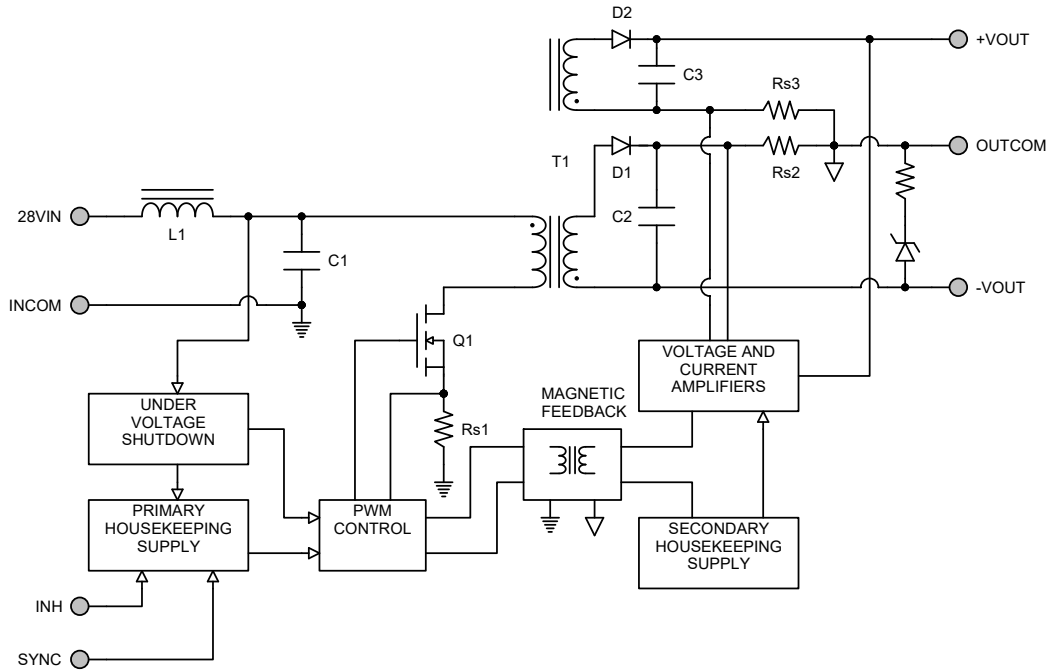 D2
+VOUT
C3
Rs3
OUTCOM
T1
D1
Rs2
28VIN
L1
C2
C1
INCOM
-VOUT
Q1
VOLTAGE AND
CURRENT
AMPLIFIERS
MAGNETIC
FEEDBACK
UNDER
VOLTAGE
SHUTDOWN
Rs1
PRIMARY
HOUSEKEEPING
SUPPLY
PWM
CONTROL
SECONDARY
HOUSEKEEPING
SUPPLY
INH
SYNC